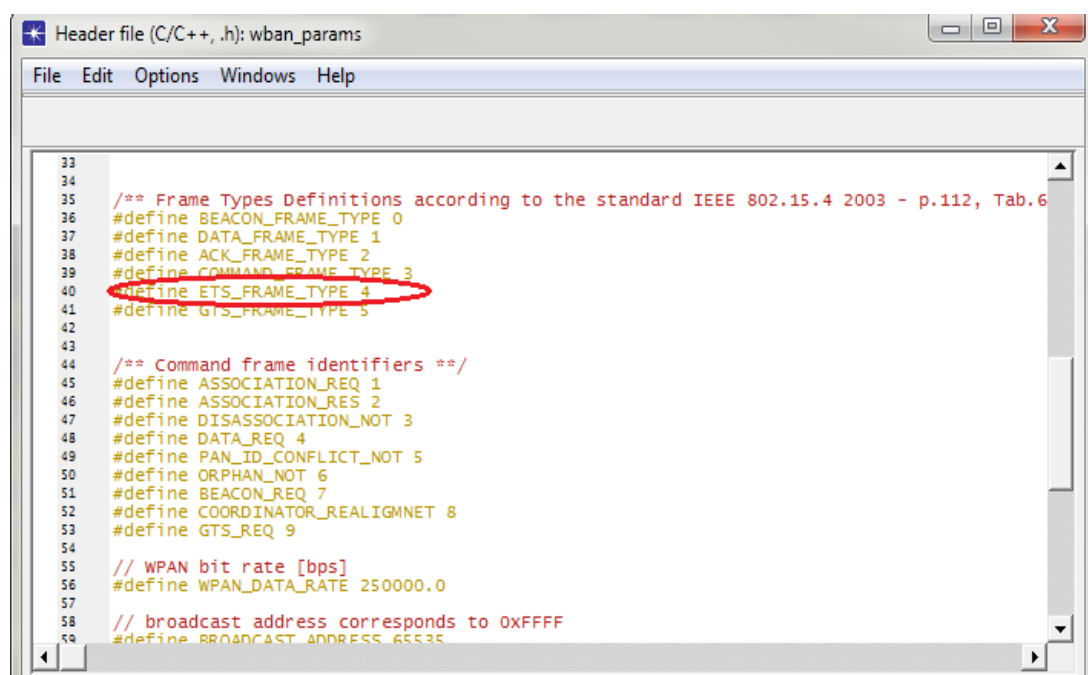 Header file (C/C++, .h): wban_params
File Edit Options Windows Help
33
34
35 /** Frame Types Definitions according to the standard IEEE 802.15.4 2003 - p.112, Tab.6
36 #define BEACON_FRAME_TYPE 0
37 #define DATA_FRAME_TYPE 1
38 #define ACK_FRAME_TYPE 2
39 #define COMMAND_FRAME_TYPE 3
40 #define ETS_FRAME_TYPE 4
41 #define GTS_FRAME_TYPE 5
42
43
44 /** Command frame identifiers **/
45 #define ASSOCIATION_REQ 1
46 #define ASSOCIATION_RES 2
47 #define DISASSOCIATION_NOT 3
48 #define DATA_REQ 4
49 #define PAN_ID_CONFLICT_NOT 5
50 #define ORPHAN_NOT 6
51 #define BEACON_REQ 7
52 #define COORDINATOR_REALIGMNET 8
53 #define GTS_REQ 9
54
55 // WPAN bit rate [bps]
56 #define WPAN_DATA_RATE 250000.0
57
58 // broadcast address corresponds to 0xFFFF
59 #define BROADCAST_ADDRESS 65535